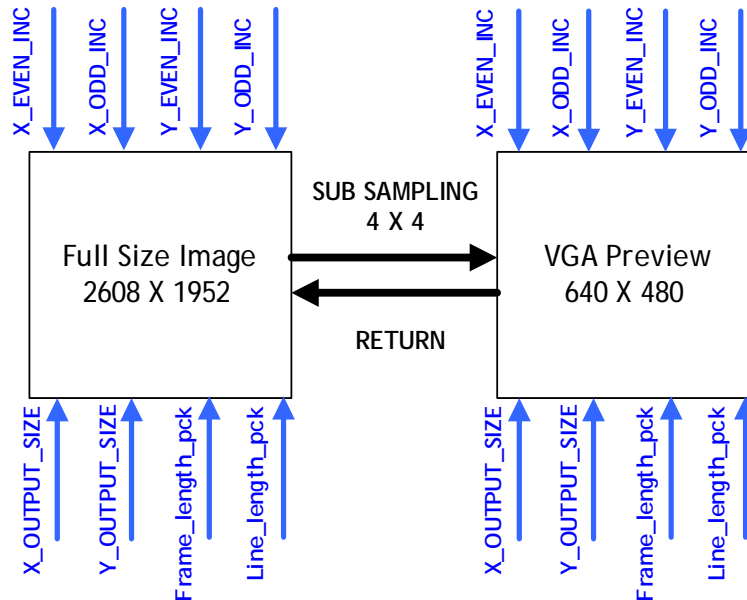 X_EVEN_INC
X_ODD_INC
Y_EVEN_INC
Y_ODD_INC
X_EVEN_INC
X_ODD_INC
Y_EVEN_INC
Y_ODD_INC
Full Size Image
2608 X 1952
SUB SAMPLING
4 X 4
RETURN
VGA Preview
640 X 480
X_OUTPUT_SIZE
Y_OUTPUT_SIZE
Frame_length_pck
Line_length_pck
X_OUTPUT_SIZE
Y_OUTPUT_SIZE
Frame_length_pck
Line_length_pck